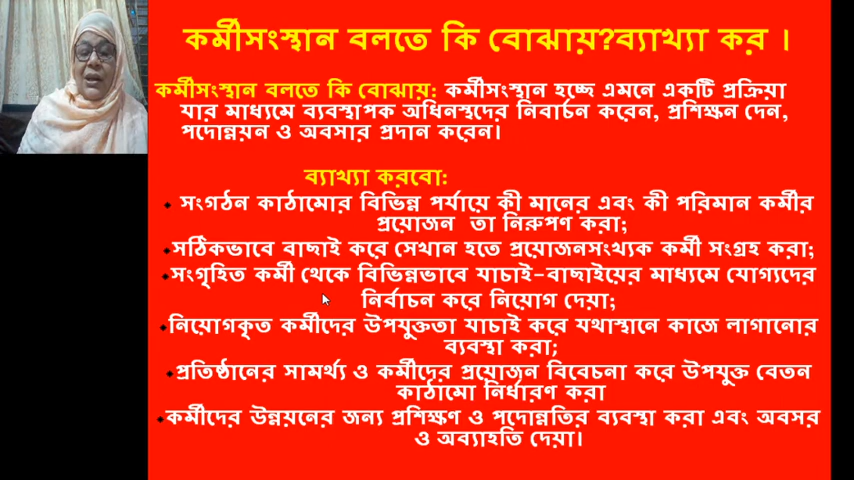 কর্মীসংস্থান বলতে কি বোঝায়?ব্যাখ্যা কর ।
কর্মীসংস্থান বলতে কি বোঝায়: কর্মীসংস্থান হচ্ছে এমনে একটি প্রক্রিয়া
যার মাধ্যমে ব্যবস্থাপক অধিনস্থদের নিবার্চন করেন, প্রশিক্ষন দেন,
পদোন্নয়ন ও অবসার প্রদান করেন।
ব্যাখ্যা করবো:
সংগঠন কাঠামোর বিভিন্ন পর্যায়ে কী মানের এবং কী পরিমান কর্মীর
প্রয়োজন তা নিরুপণ করা;
সঠিকভাবে বাছাই করে সেখান হতে প্রয়োজনসংখ্যক কর্মী সংগ্রহ করা;
সংগৃহিত কর্মী থেকে বিভিন্নভাবে যাচাই-বাছাইয়ের মাধ্যমে যোগ্যদের
নির্বাচন করে নিয়োগ দেয়া;
নিয়োগকৃত কর্মীদের উপযুক্ততা যাচাই করে যথাস্থানে কাজে লাগানোর
ব্যবস্থা করা;
প্রতিষ্ঠানের সামর্থ্য ও কর্মীদের প্রয়োজন বিবেচনা করে উপযুক্ত বেতন
কাঠামো নির্ধারণ করা
কর্মীদের উন্নয়নের জন্য প্রশিক্ষণ ও পদোন্নতির ব্যবস্থা করা এবং অবসর
ও অব্যাহতি দেয়া।